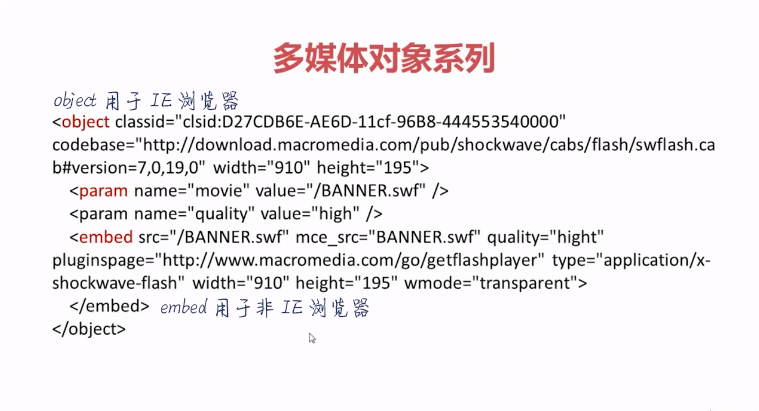 多媒体对象系列
object 用于 IE 浏览器
<object classid="clsid:D27CDB6E-AE6D-11cf-96B8-444553540000"
codebase="http://download.macromedia.com/pub/shockwave/cabs/flash/swflash.ca
b#version=7,0,19,0" width="910" height="195">
<param name="movie" value="/BANNER.swf" />
<param name="quality" value="high" />
<embed src="/BANNER.swf" mce_src="BANNER.swf" quality="hight"
pluginspage="http://www.macromedia.com/go/getflashplayer" type="application/x-
shockwave-flash" width="910" height="195" wmode="transparent">
</embed> embed 用于非 IE 浏览器
</object>